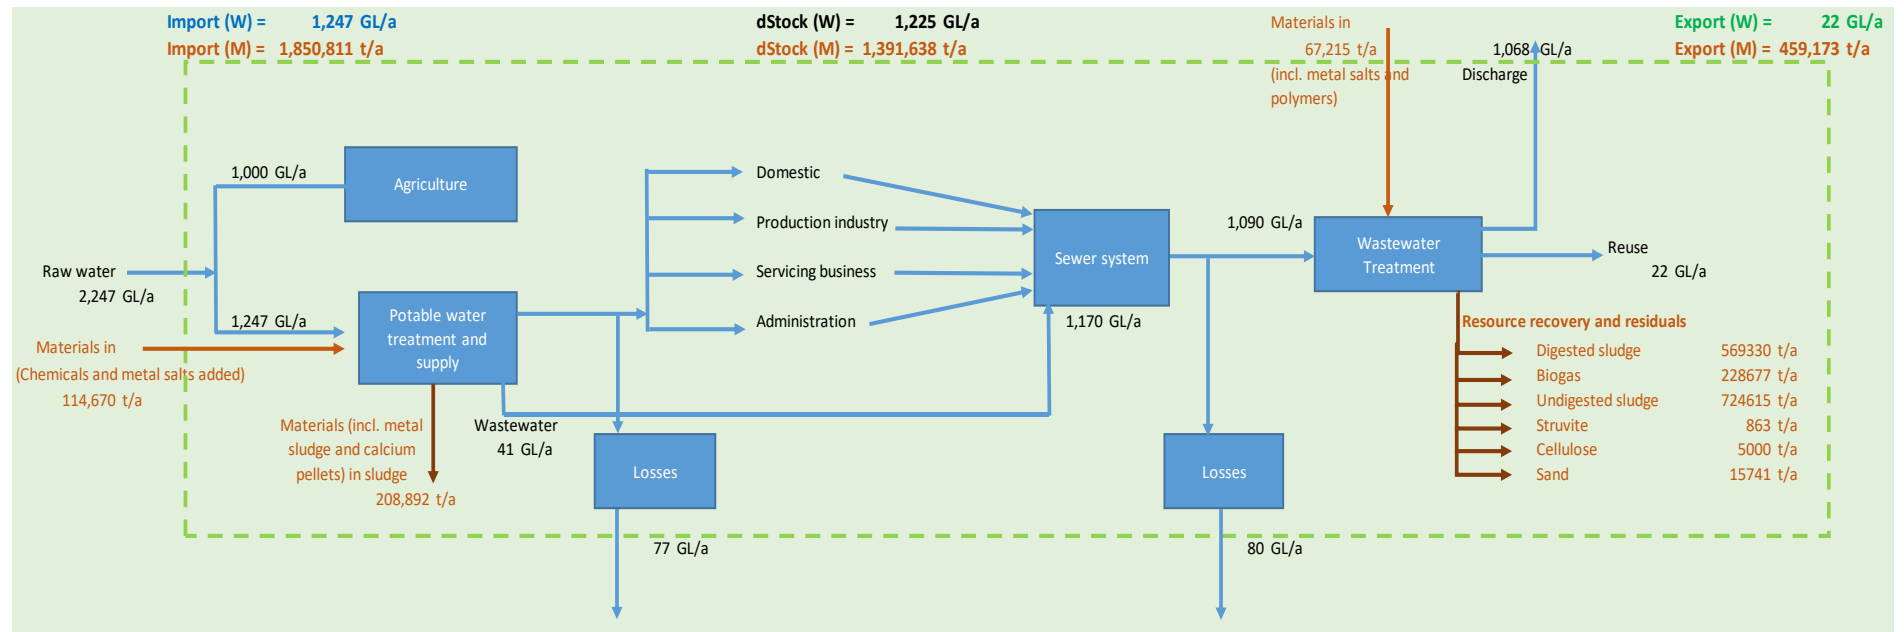 Import (W) = 1,247 GL/a
Import (M) = 1,850,811 t/a
dStock (W) = 1,225 GL/a
dStock (M) = 1,391,638 t/a
Materials in
67,215 t/a
(incl. metal salts and
polymers)
1,068 GL/a
Discharge
Export (W) = 22 GL/a
Export (M) = 459,173 t/a
1,000 GL/a
Agriculture
Raw water
2,247 GL/a
1,247 GL/a
Materials in
(Chemicals and metal salts added)
114,670 t/a
Potable water
treatment and
supply
Materials (incl. metal
sludge and calcium
pellets) in sludge
208,892 t/a
Wastewater
41 GL/a
Domestic
Production industry
Servicing business
Administration
Losses
77 GL/a
Sewer system
1,170 GL/a
1,090 GL/a
Losses
80 GL/a
Wastewater
Treatment
Reuse
22 GL/a
Resource recovery and residuals
Digested sludge 569330 t/a
Biogas 228677 t/a
Undigested sludge 724615 t/a
Struvite 863 t/a
Cellulose 5000 t/a
Sand 15741 t/a